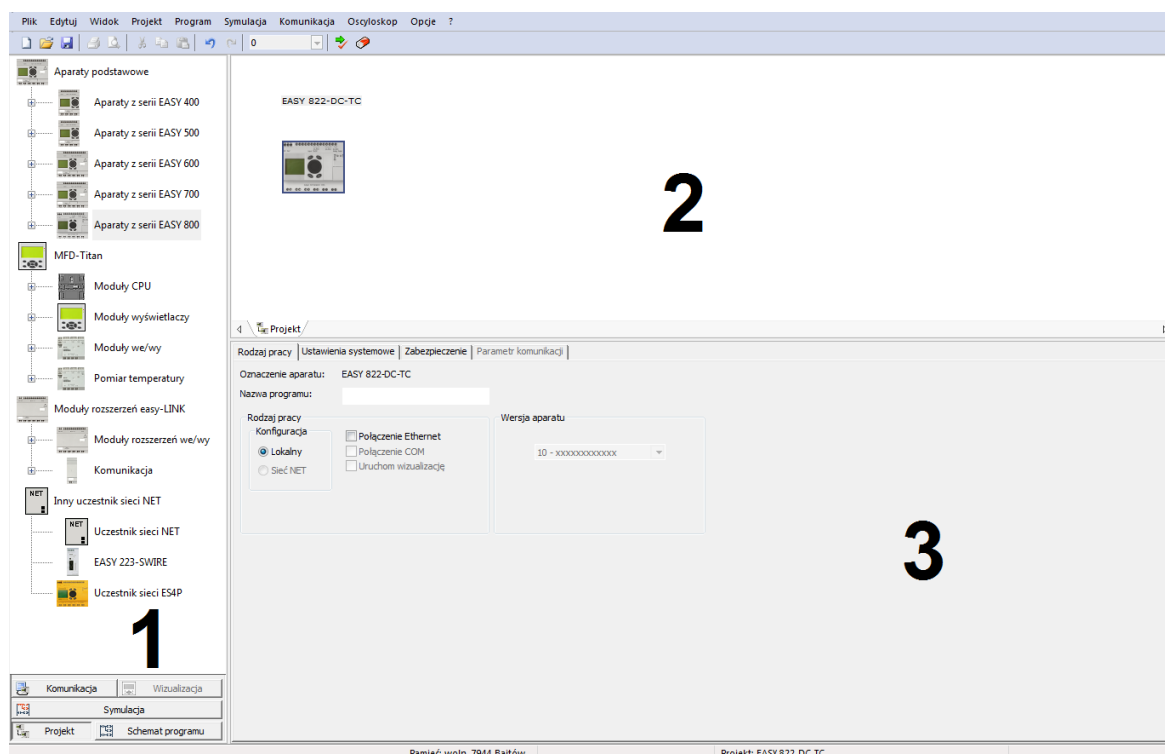 Plik Edytuj Widok Projekt Program Symulacja Komunikacja Oscyloskop Opcje ?
0
Aparaty podstawowe
Aparaty z serii EASY 400
Aparaty z serii EASY 500
Aparaty z serii EASY 600
Aparaty z serii EASY 700
Aparaty z serii EASY 800
MFD-Titan
Moduły CPU
Moduły wyświetlaczy
Moduły we/wy
Pomiar temperatury
Moduły rozszerzeń easy-LINK
Moduły rozszerzeń we/wy
Komunikacja
NET
Inny uczestnik sieci NET
NET
Uczestnik sieci NET
EASY 223-SWIRE
Uczestnik sieci ES4P
1
Komunikacja Wizualizacja
Symulacja
Projekt Schemat programu
EASY 822-DC-TC
2
Projekt
Rodzaj pracy Ustawienia systemowe Zabezpieczenie Parametr komunikacji
Oznaczenie aparatu: EASY 822-DC-TC
Nazwa programu:
Rodzaj pracy
Konfiguracja
Lokalny
Sieć NET
Połączenie Ethernet
Połączenie COM
Uruchom wizualizację
Wersja aparatu
10 - xxxxxxxxxxxx
3
Pamięć: woln. 7944 Bajtów
Projekt: EASY 822-DC-TC